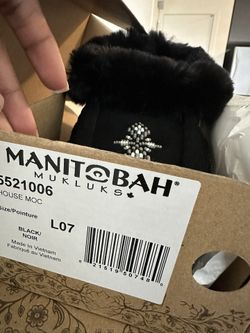 MANITOBAH®
MUKLUKS
5521006
HOUSE MOC
Size/Pointure
L07
BLACK/
NOIR
Made in Vietnam
Fabriqué au Vietnam